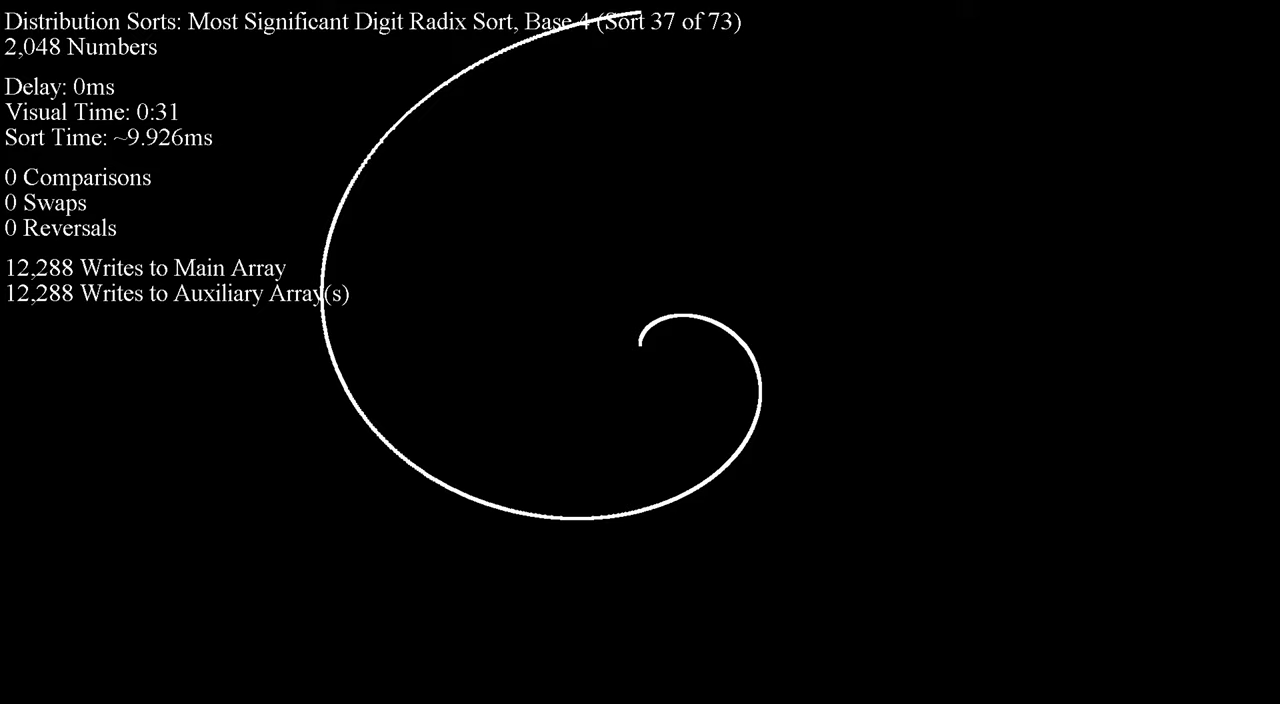 Distribution Sorts: Most Significant Digit Radix Sort, Base 4 (Sort 37 of 73)
2,048 Numbers
Delay: 0ms
Visual Time: 0:31
Sort Time: ~9.926ms
0 Comparisons
0 Swaps
0 Reversals
12,288 Writes to Main Array
12,288 Writes to Auxiliary Array(s)